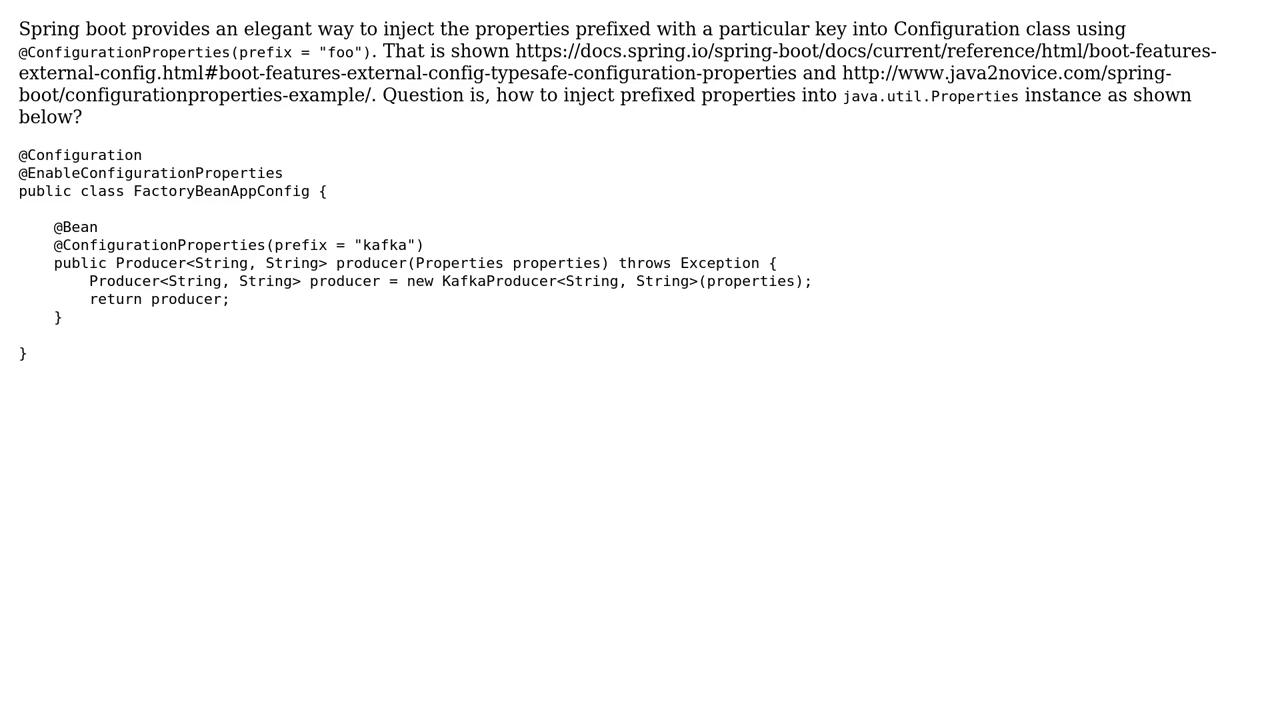 Spring boot provides an elegant way to inject the properties prefixed with a particular key into Configuration class using
@ConfigurationProperties(prefix = "foo"). That is shown https://docs.spring.io/spring-boot/docs/current/reference/html/boot-features-
external-config.html#boot-features-external-config-typesafe-configuration-properties and http://www.java2novice.com/spring-
boot/configurationproperties-example/. Question is, how to inject prefixed properties into java.util.Properties instance as shown
below?
@Configuration
@EnableConfigurationProperties
public class FactoryBeanAppConfig {
    @Bean
    @ConfigurationProperties(prefix = "kafka")
    public Producer<String, String> producer(Properties properties) throws Exception {
        Producer<String, String> producer = new KafkaProducer<String, String>(properties);
        return producer;
    }
}